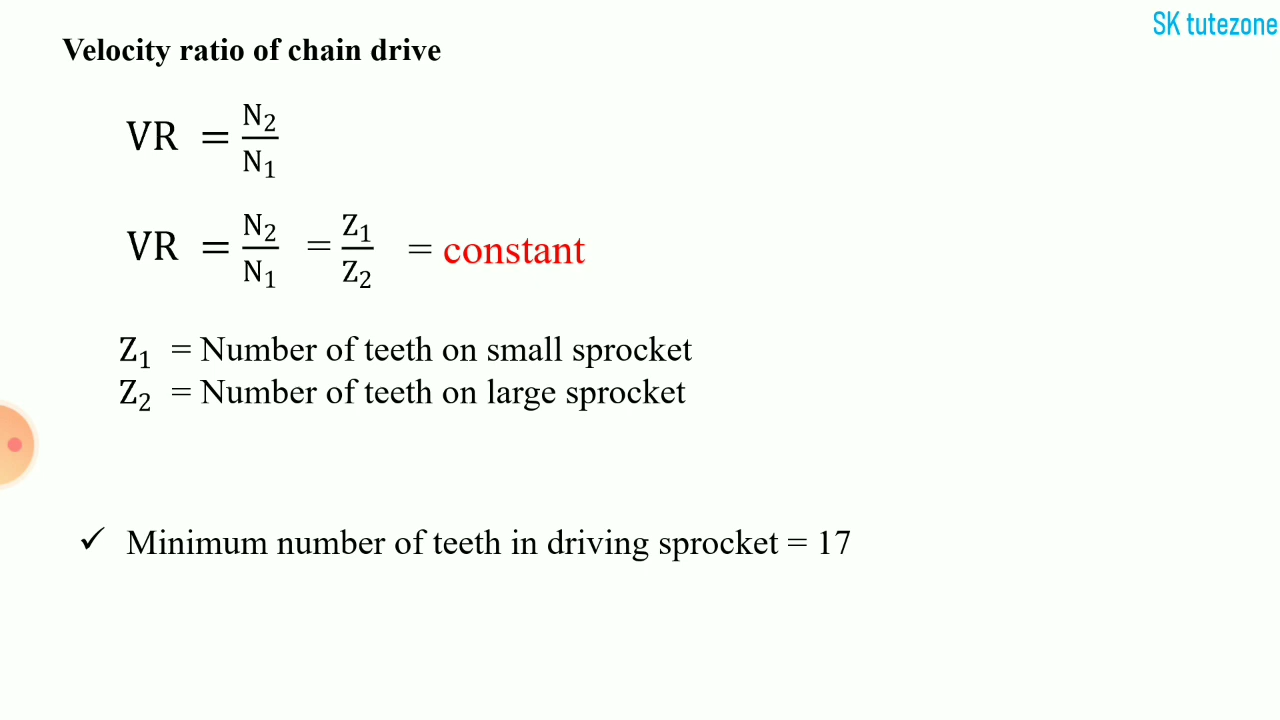 SK tutezone
Velocity ratio of chain drive
VR = N₂/N₁
VR = N₂/N₁ = Z₁/Z₂ = constant
Z₁ = Number of teeth on small sprocket
Z₂ = Number of teeth on large sprocket
✓ Minimum number of teeth in driving sprocket = 17